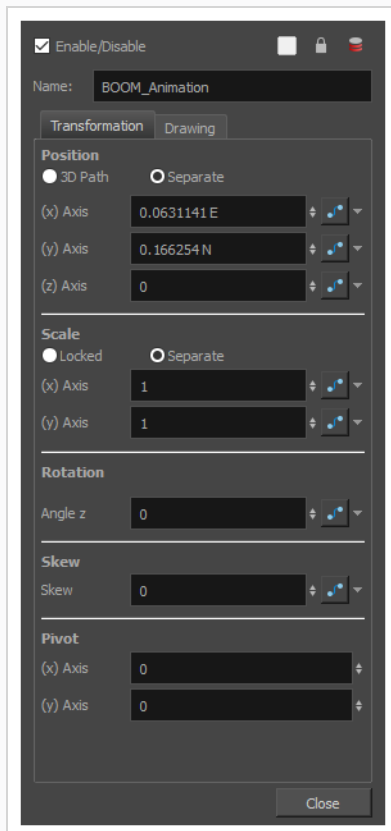 Enable/Disable
Name: BOOM_Animation
Transformation Drawing
Position
3D Path Separate
(x) Axis 0.0631141 E
(y) Axis 0.166254 N
(z) Axis 0
Scale
Locked Separate
(x) Axis 1
(y) Axis 1
Rotation
Angle z 0
Skew
Skew 0
Pivot
(x) Axis 0
(y) Axis 0
Close